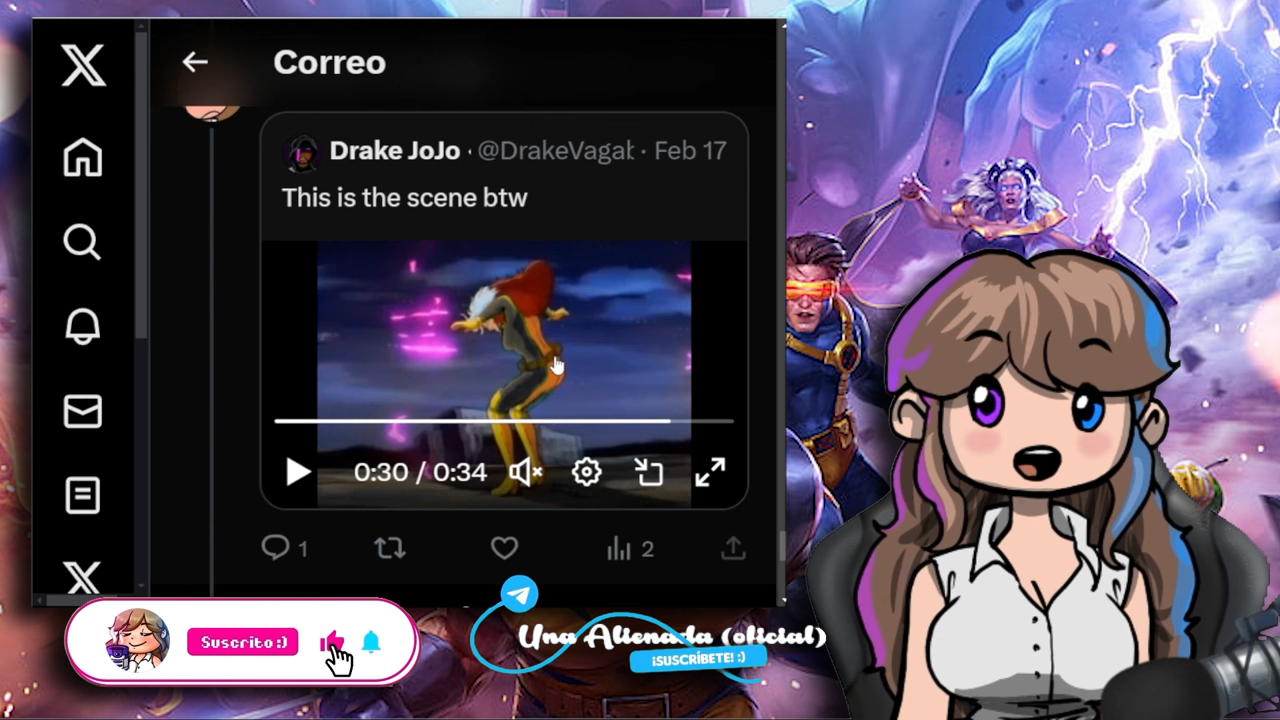 Correo
Drake JoJo · @DrakeVagal · Feb 17
This is the scene btw
0:30 / 0:34
1
2
Suscrito :)
Una Alienada (oficial)
¡SUSCRÍBETE! :)